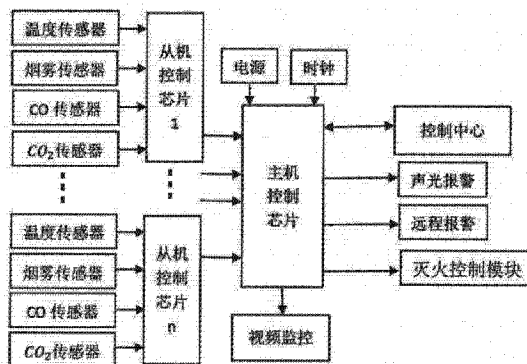 温度传感器
烟雾传感器
CO 传感器
CO₂传感器
从机
控制
芯片
1
电源
时钟
主机
控制
芯片
控制中心
声光报警
远程报警
灭火控制模块
视频监控
温度传感器
烟雾传感器
CO 传感器
CO₂传感器
从机
控制
芯片
n